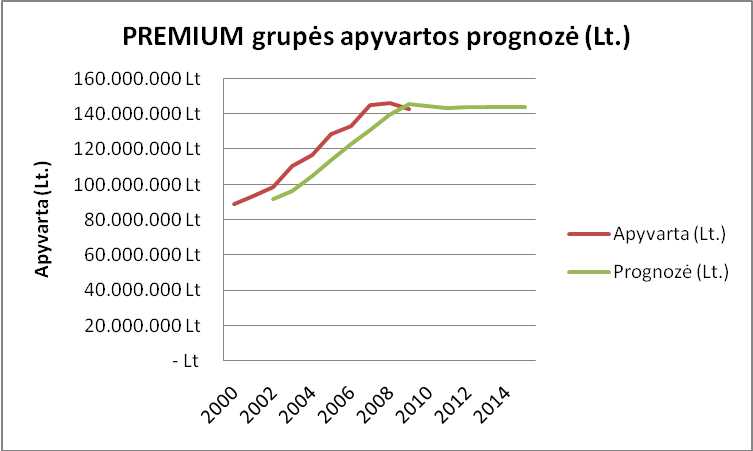 PREMIUM grupės apyvartos prognozė (Lt.)
160.000.000 Lt
140.000.000 Lt
120.000.000 Lt
100.000.000 Lt
80.000.000 Lt
60.000.000 Lt
40.000.000 Lt
20.000.000 Lt
- Lt
Apyvarta (Lt.)
2000
2002
2004
2006
2008
2010
2012
2014
Apyvarta (Lt.)
Prognozė (Lt.)